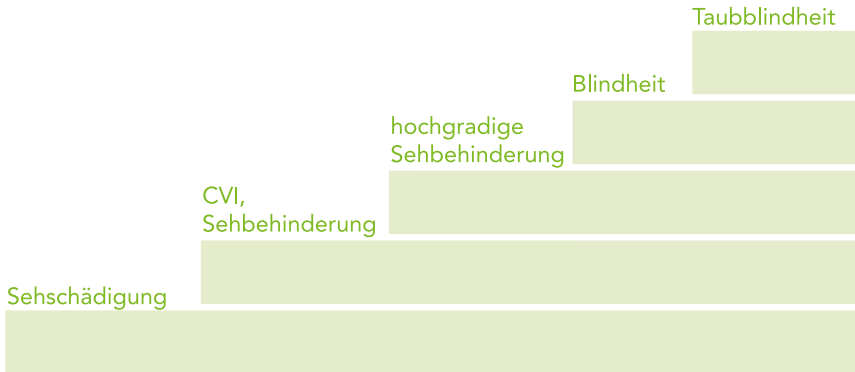 Taubblindheit
Blindheit
hochgradige
Sehbehinderung
CVI,
Sehbehinderung
Sehschädigung